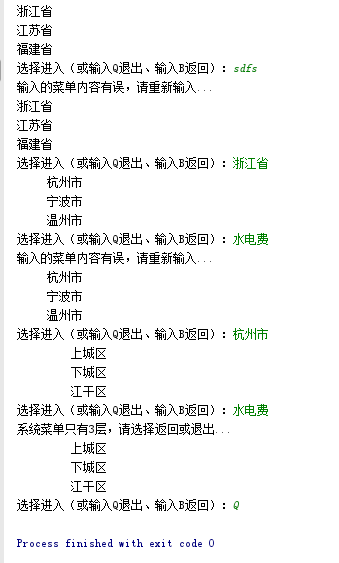 浙江省
江苏省
福建省
选择进入（或输入Q退出、输入B返回）：sdfs
输入的菜单内容有误，请重新输入...
浙江省
江苏省
福建省
选择进入（或输入Q退出、输入B返回）：浙江省
杭州市
宁波市
温州市
选择进入（或输入Q退出、输入B返回）：水电费
输入的菜单内容有误，请重新输入...
杭州市
宁波市
温州市
选择进入（或输入Q退出、输入B返回）：杭州市
上城区
下城区
江干区
选择进入（或输入Q退出、输入B返回）：水电费
系统菜单只有3层，请选择返回或退出...
上城区
下城区
江干区
选择进入（或输入Q退出、输入B返回）：Q
Process finished with exit code 0